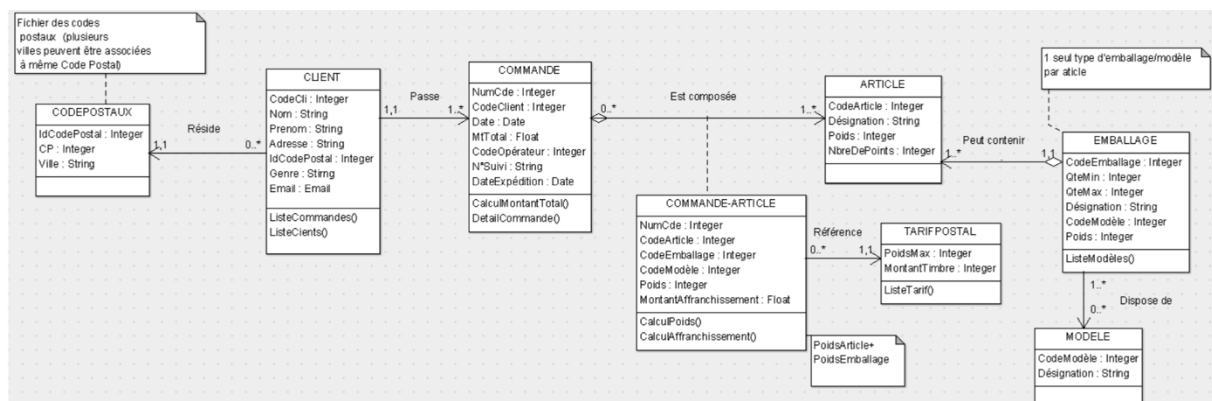 Fichier des codes
postaux (plusieurs
villes peuvent être associées
à même Code Postal)
CODEPOSTAUX
IdCodePostal : Integer
CP : Integer
Ville : String
1,1
Réside
0..*
CLIENT
CodeCli : Integer
Nom : String
Prenom : String
Adresse : String
IdCodePostal : Integer
Genre : String
Email : Email
ListeCommandes()
ListeCients()
1,1
Passe
1..*
COMMANDE
NumCde : Integer
CodeClient : Integer
Date : Date
MtTotal : Float
CodeOpérateur : Integer
N°Suivi : String
DateExpédition : Date
CalculMontantTotal()
DetailCommande()
0..*
Est composée
1..*
ARTICLE
CodeArticle : Integer
Désignation : String
Poids : Integer
NbreDePoints : Integer
1 seul type d'emballage/modèle
par aticle
1..*
Peut contenir
1,1
EMBALLAGE
CodeEmballage : Integer
QteMin : Integer
QteMax : Integer
Désignation : String
CodeModèle : Integer
Poids : Integer
ListeModèles()
COMMANDE-ARTICLE
NumCde : Integer
CodeArticle : Integer
CodeEmballage : Integer
CodeModèle : Integer
Poids : Integer
MontantAffranchissement : Float
CalculPoids()
CalculAffranchissement()
PoidsArticle+
PoidsEmballage
Référence
0..*
1,1
TARIFPOSTAL
PoidsMax : Integer
MontantTimbre : Integer
ListeTarif()
1..*
Dispose de
0..*
MODELE
CodeModèle : Integer
Désignation : String